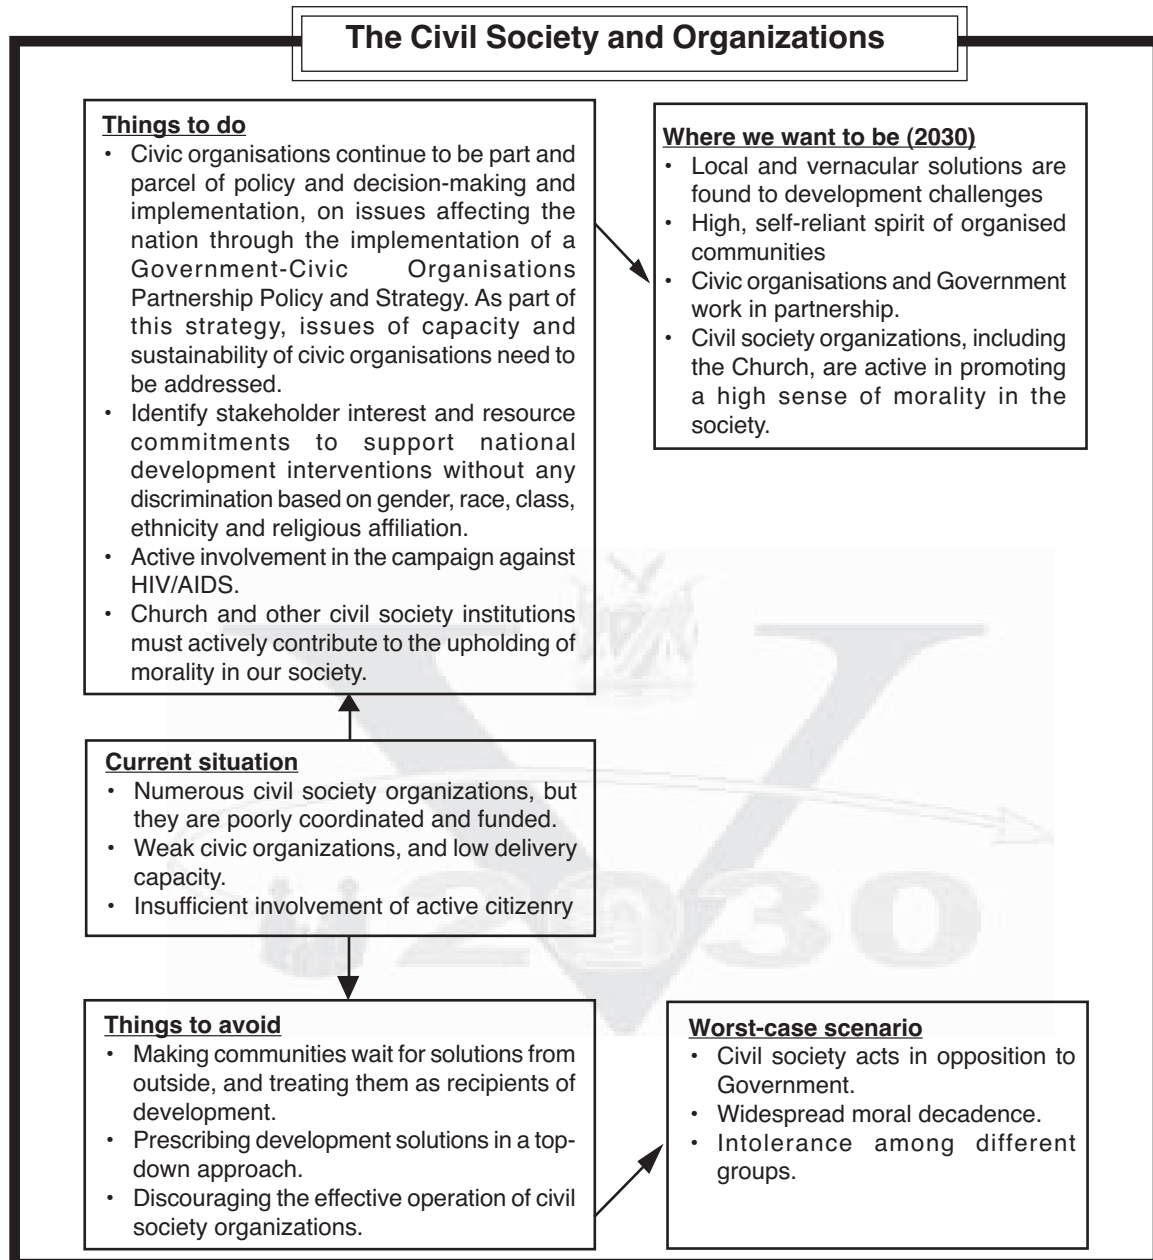 The Civil Society and Organizations
Things to do
• Civic organisations continue to be part and
parcel of policy and decision-making and
implementation, on issues affecting the
nation through the implementation of a
Government-Civic Organisations
Partnership Policy and Strategy. As part of
this strategy, issues of capacity and
sustainability of civic organisations need to
be addressed.
• Identify stakeholder interest and resource
commitments to support national
development interventions without any
discrimination based on gender, race, class,
ethnicity and religious affiliation.
• Active involvement in the campaign against
HIV/AIDS.
• Church and other civil society institutions
must actively contribute to the upholding of
morality in our society.
Where we want to be (2030)
• Local and vernacular solutions are
found to development challenges
• High, self-reliant spirit of organised
communities
• Civic organisations and Government
work in partnership.
• Civil society organizations, including
the Church, are active in promoting
a high sense of morality in the
society.
Current situation
• Numerous civil society organizations, but
they are poorly coordinated and funded.
• Weak civic organizations, and low delivery
capacity.
• Insufficient involvement of active citizenry
Things to avoid
• Making communities wait for solutions from
outside, and treating them as recipients of
development.
• Prescribing development solutions in a top-
down approach.
• Discouraging the effective operation of civil
society organizations.
Worst-case scenario
• Civil society acts in opposition to
Government.
• Widespread moral decadence.
• Intolerance among different
groups.
V
2030